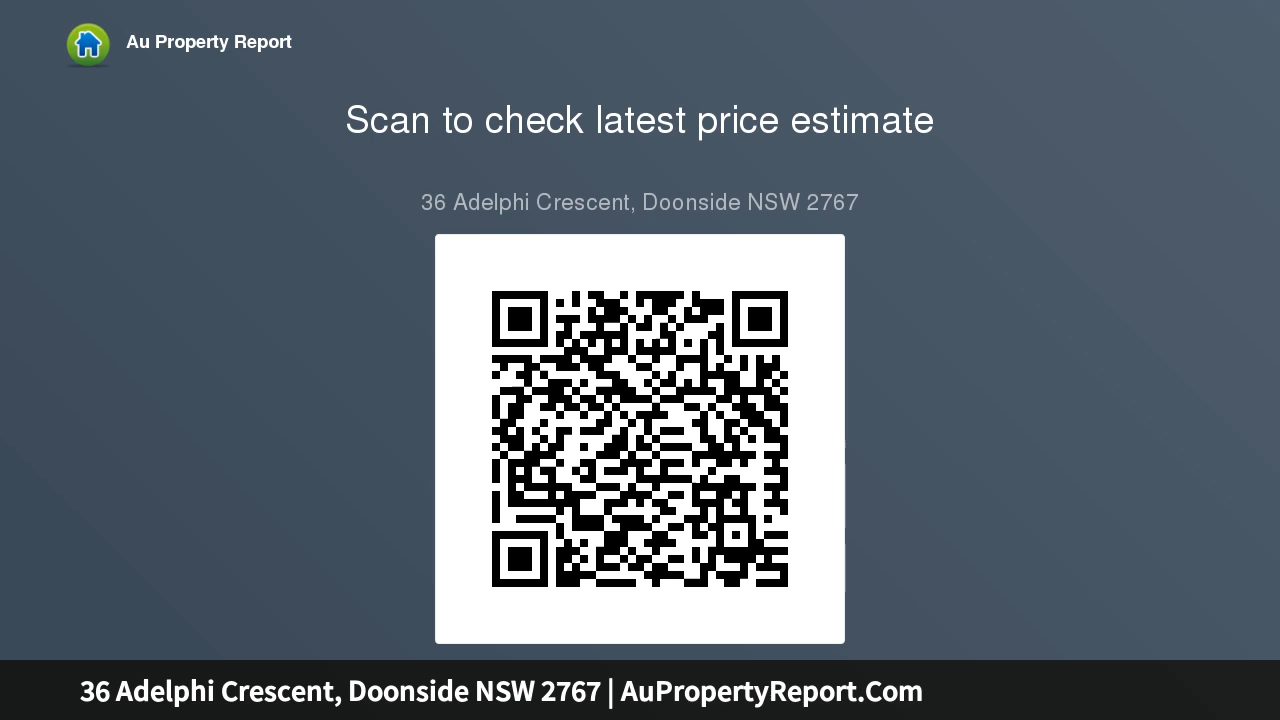 Au Property Report
Scan to check latest price estimate
36 Adelphi Crescent, Doonside NSW 2767
36 Adelphi Crescent, Doonside NSW 2767 | AuPropertyReport.Com